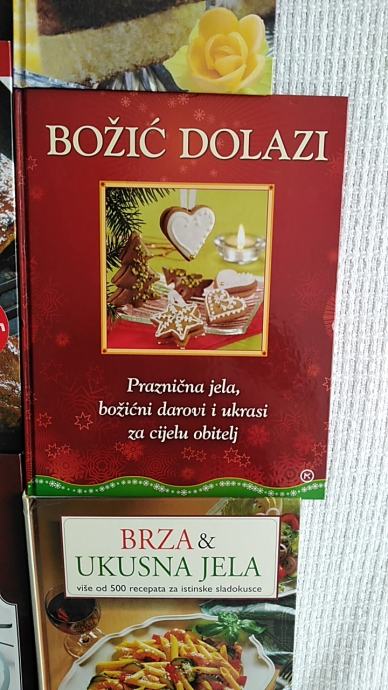 BOŽIĆ DOLAZI
Praznična jela,
božićni darovi i ukrasi
za cijelu obitelj
BRZA &
UKUSNA JELA
više od 500 recepata za istinske sladokusce